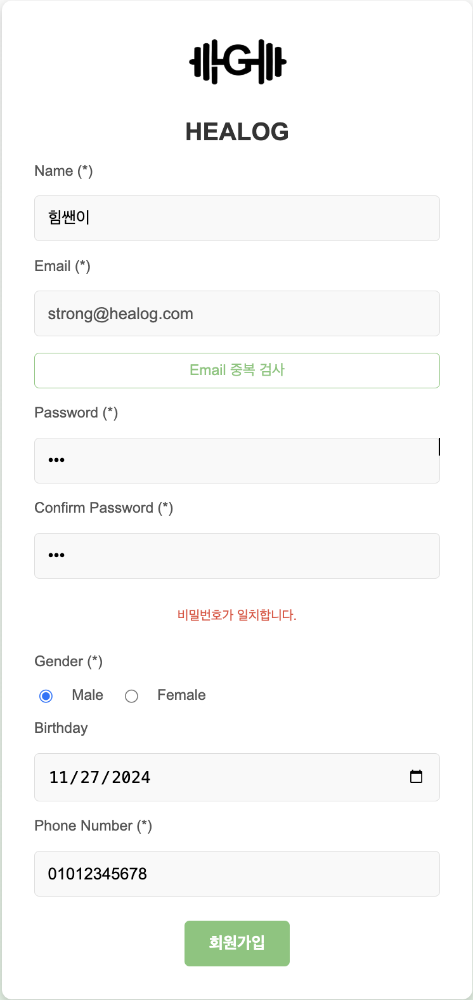 G
HEALOG
Name (*)
힘쌘이
Email (*)
strong@healog.com
Email 중복 검사
Password (*)
•••
Confirm Password (*)
•••
비밀번호가 일치합니다.
Gender (*)
Male Female
Birthday
11/27/2024
Phone Number (*)
01012345678
회원가입